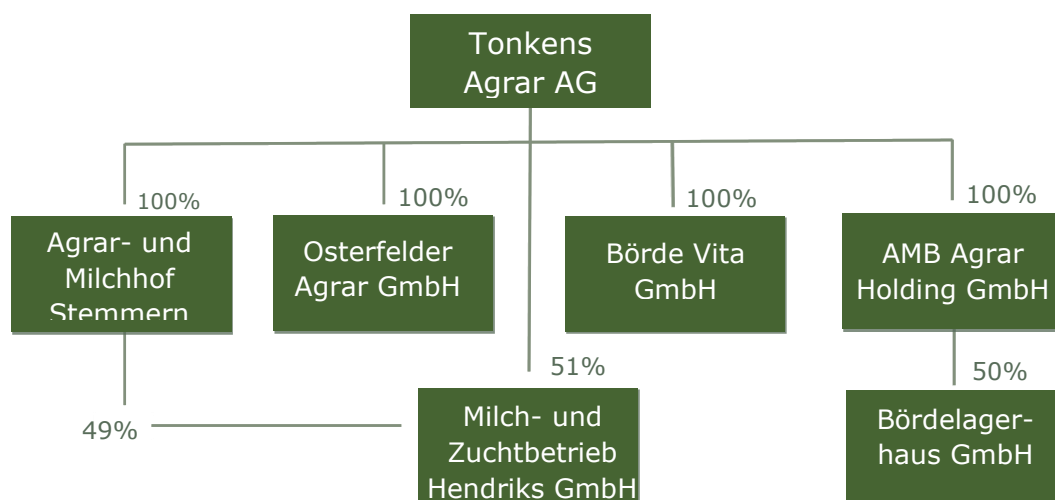 Tonkens
Agrar AG
100%
100%
100%
100%
Agrar- und
Milchhof
Stemmern
Osterfelder
Agrar GmbH
Börde Vita
GmbH
AMB Agrar
Holding GmbH
51%
50%
49%
Milch- und
Zuchtbetrieb
Hendriks GmbH
Bördelager-
haus GmbH